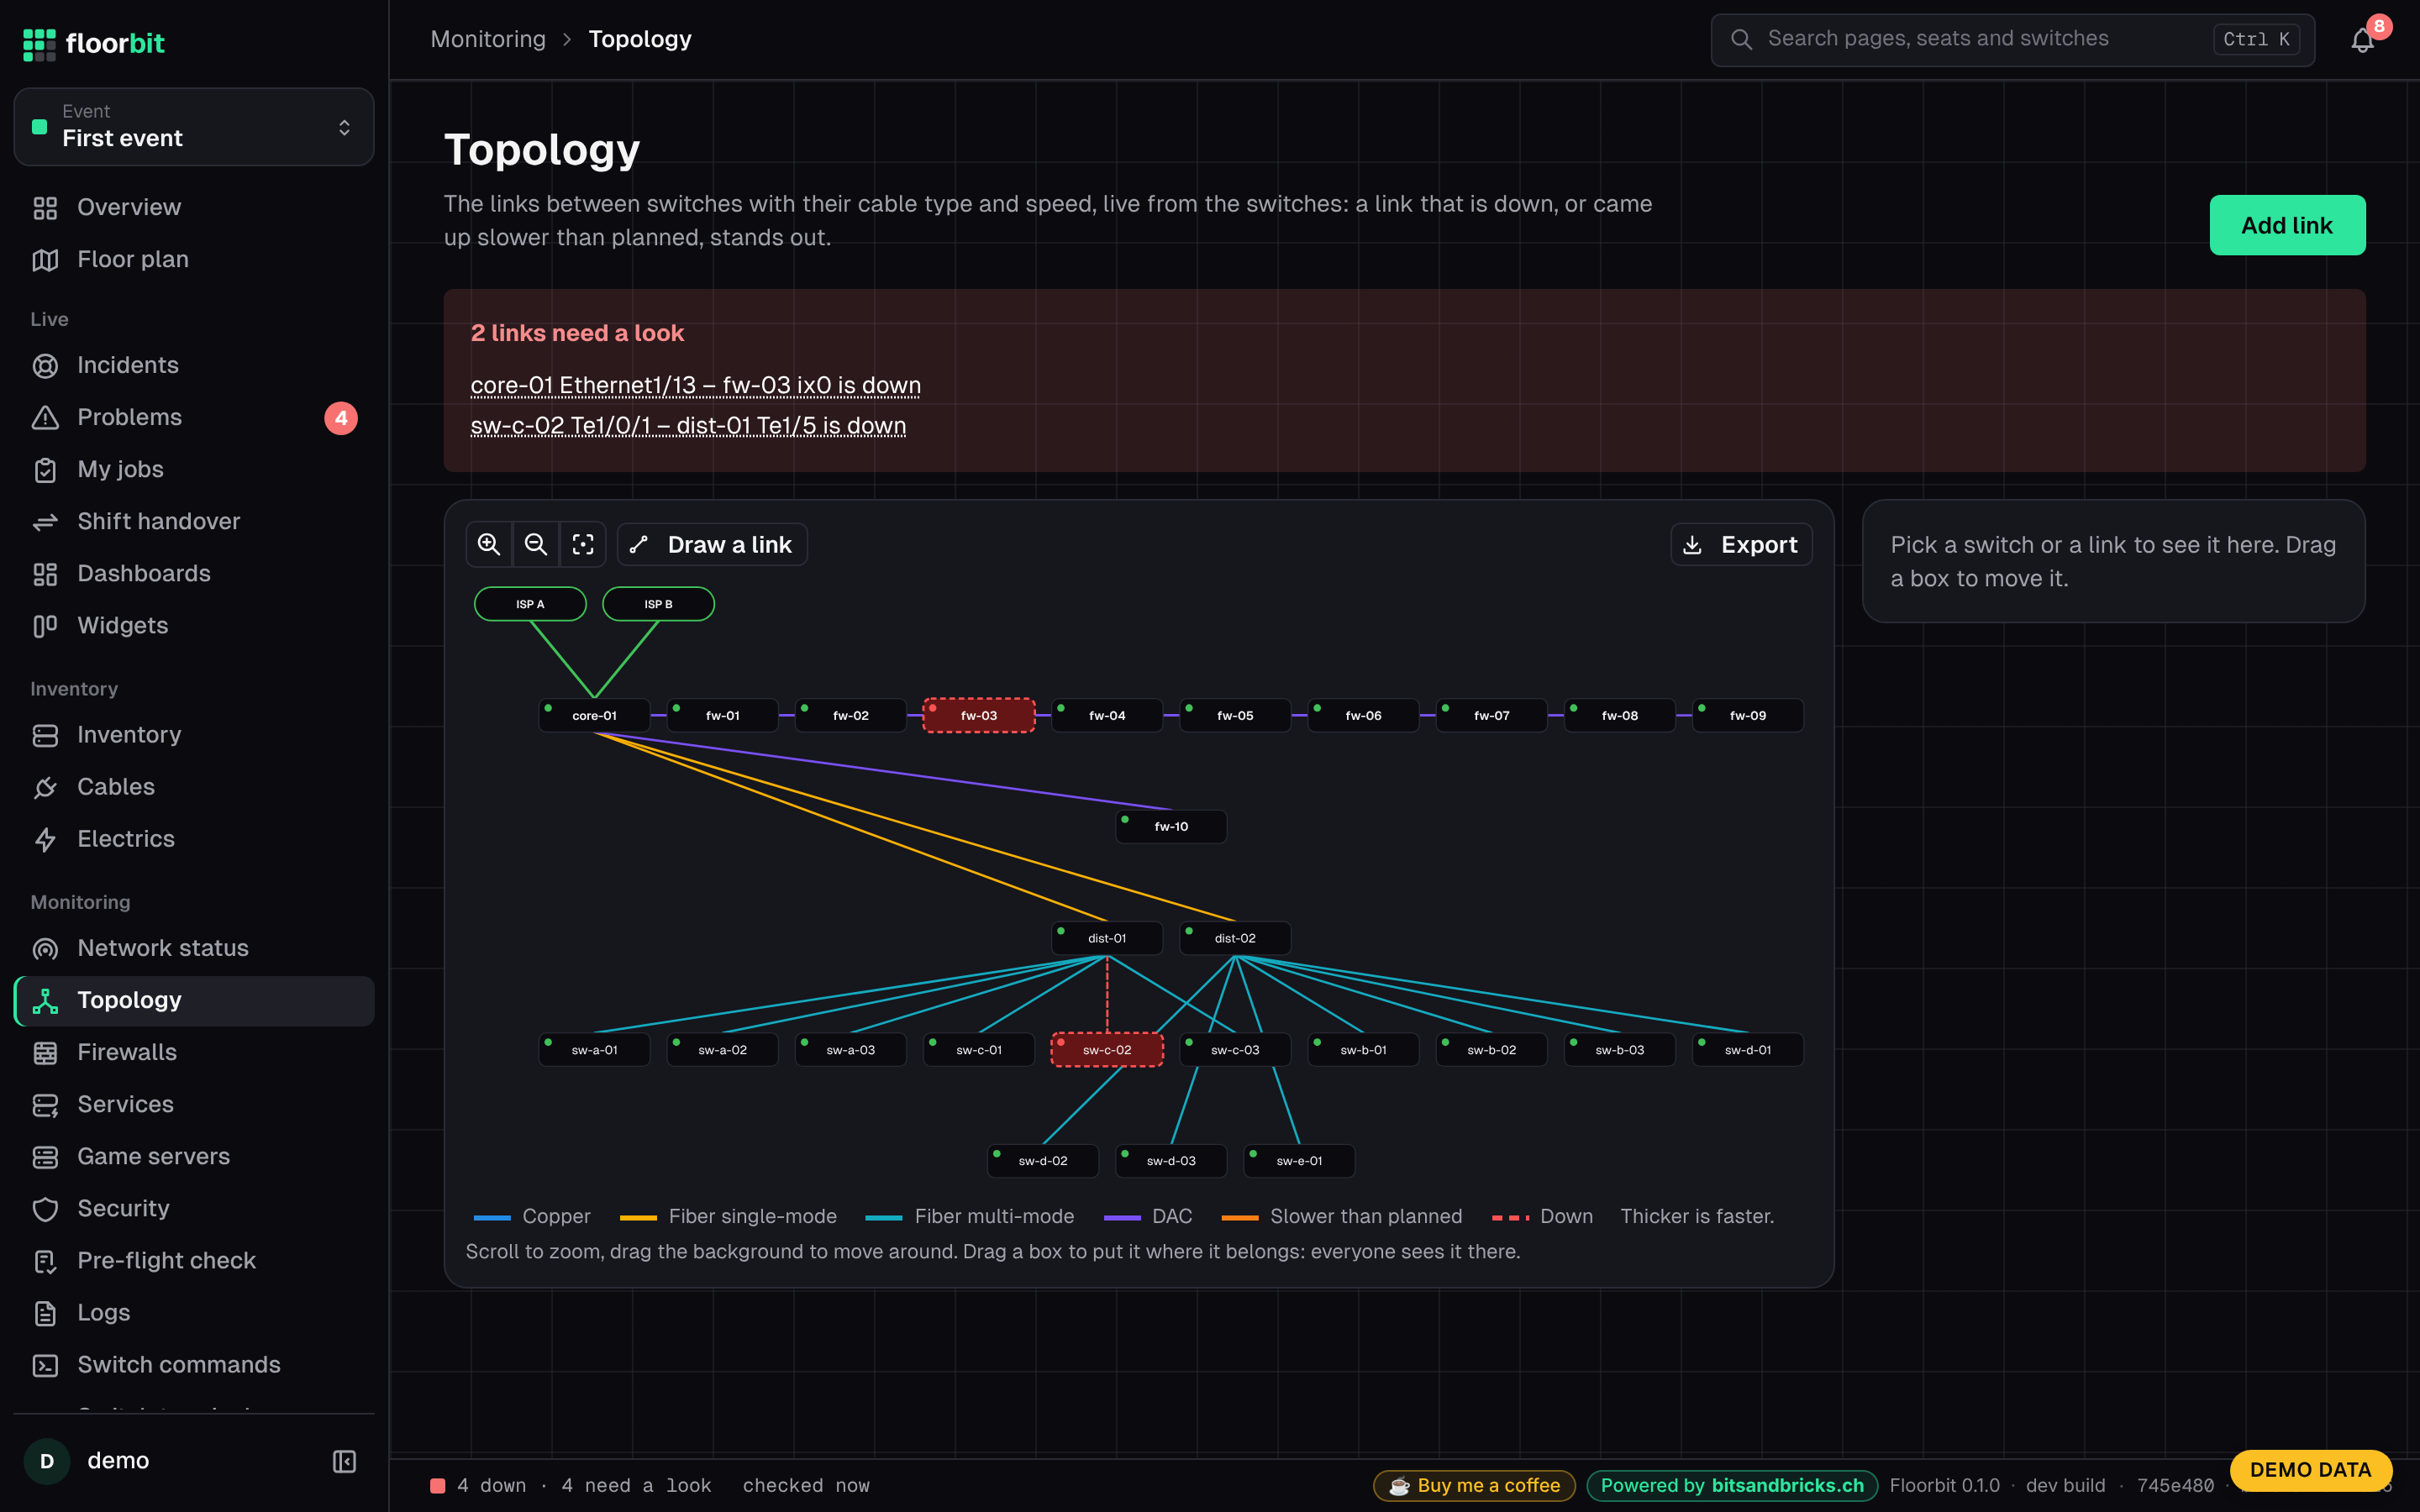 floorbit
Event
First event
Overview
Floor plan
Live
Incidents
Problems
4
My jobs
Shift handover
Dashboards
Widgets
Inventory
Inventory
Cables
Electrics
Monitoring
Network status
Topology
Firewalls
Services
Game servers
Security
Pre-flight check
Logs
Switch commands
D
demo
Monitoring > Topology
Search pages, seats and switches
Ctrl K
8
Topology
The links between switches with their cable type and speed, live from the switches: a link that is down, or came
up slower than planned, stands out.
Add link
2 links need a look
core-01 Ethernet1/13 – fw-03 ix0 is down
sw-c-02 Te1/0/1 – dist-01 Te1/5 is down
Draw a link
Export
Pick a switch or a link to see it here. Drag
a box to move it.
ISP A
ISP B
core-01
fw-01
fw-02
fw-03
fw-04
fw-05
fw-06
fw-07
fw-08
fw-09
fw-10
dist-01
dist-02
sw-a-01
sw-a-02
sw-a-03
sw-c-01
sw-c-02
sw-c-03
sw-b-01
sw-b-02
sw-b-03
sw-d-01
sw-d-02
sw-d-03
sw-e-01
Copper
Fiber single-mode
Fiber multi-mode
DAC
Slower than planned
Down
Thicker is faster.
Scroll to zoom, drag the background to move around. Drag a box to put it where it belongs: everyone sees it there.
4 down · 4 need a look
checked now
Buy me a coffee
Powered by bitsandbricks.ch
Floorbit 0.1.0 · dev build · 745e480 ·
DEMO DATA